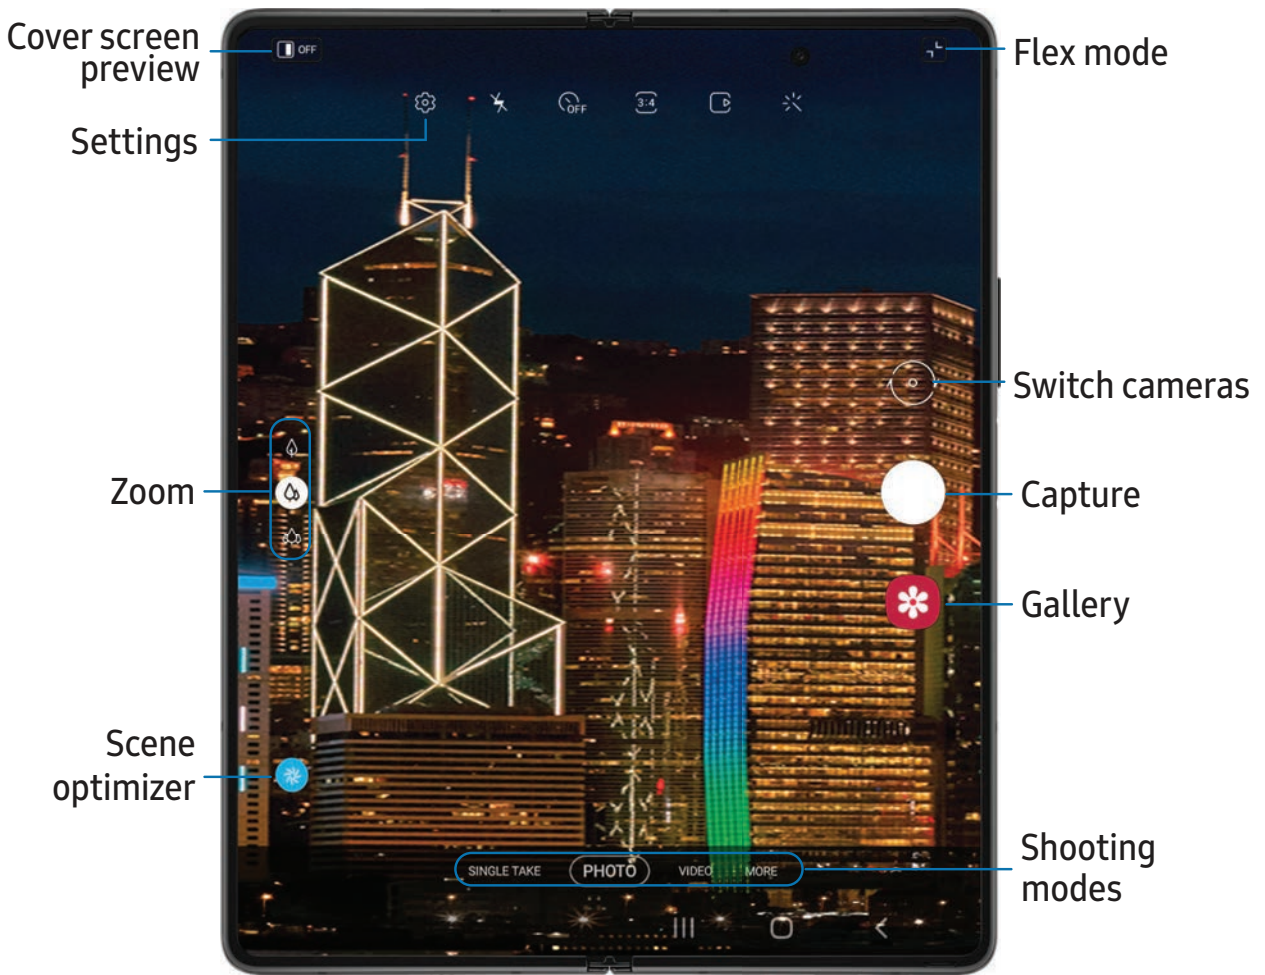 Cover screen
preview
OFF
Flex mode
Settings
OFF
3:4
Switch cameras
Zoom
Capture
Gallery
Scene
optimizer
SINGLE TAKE
PHOTO
VIDEO
MORE
Shooting
modes